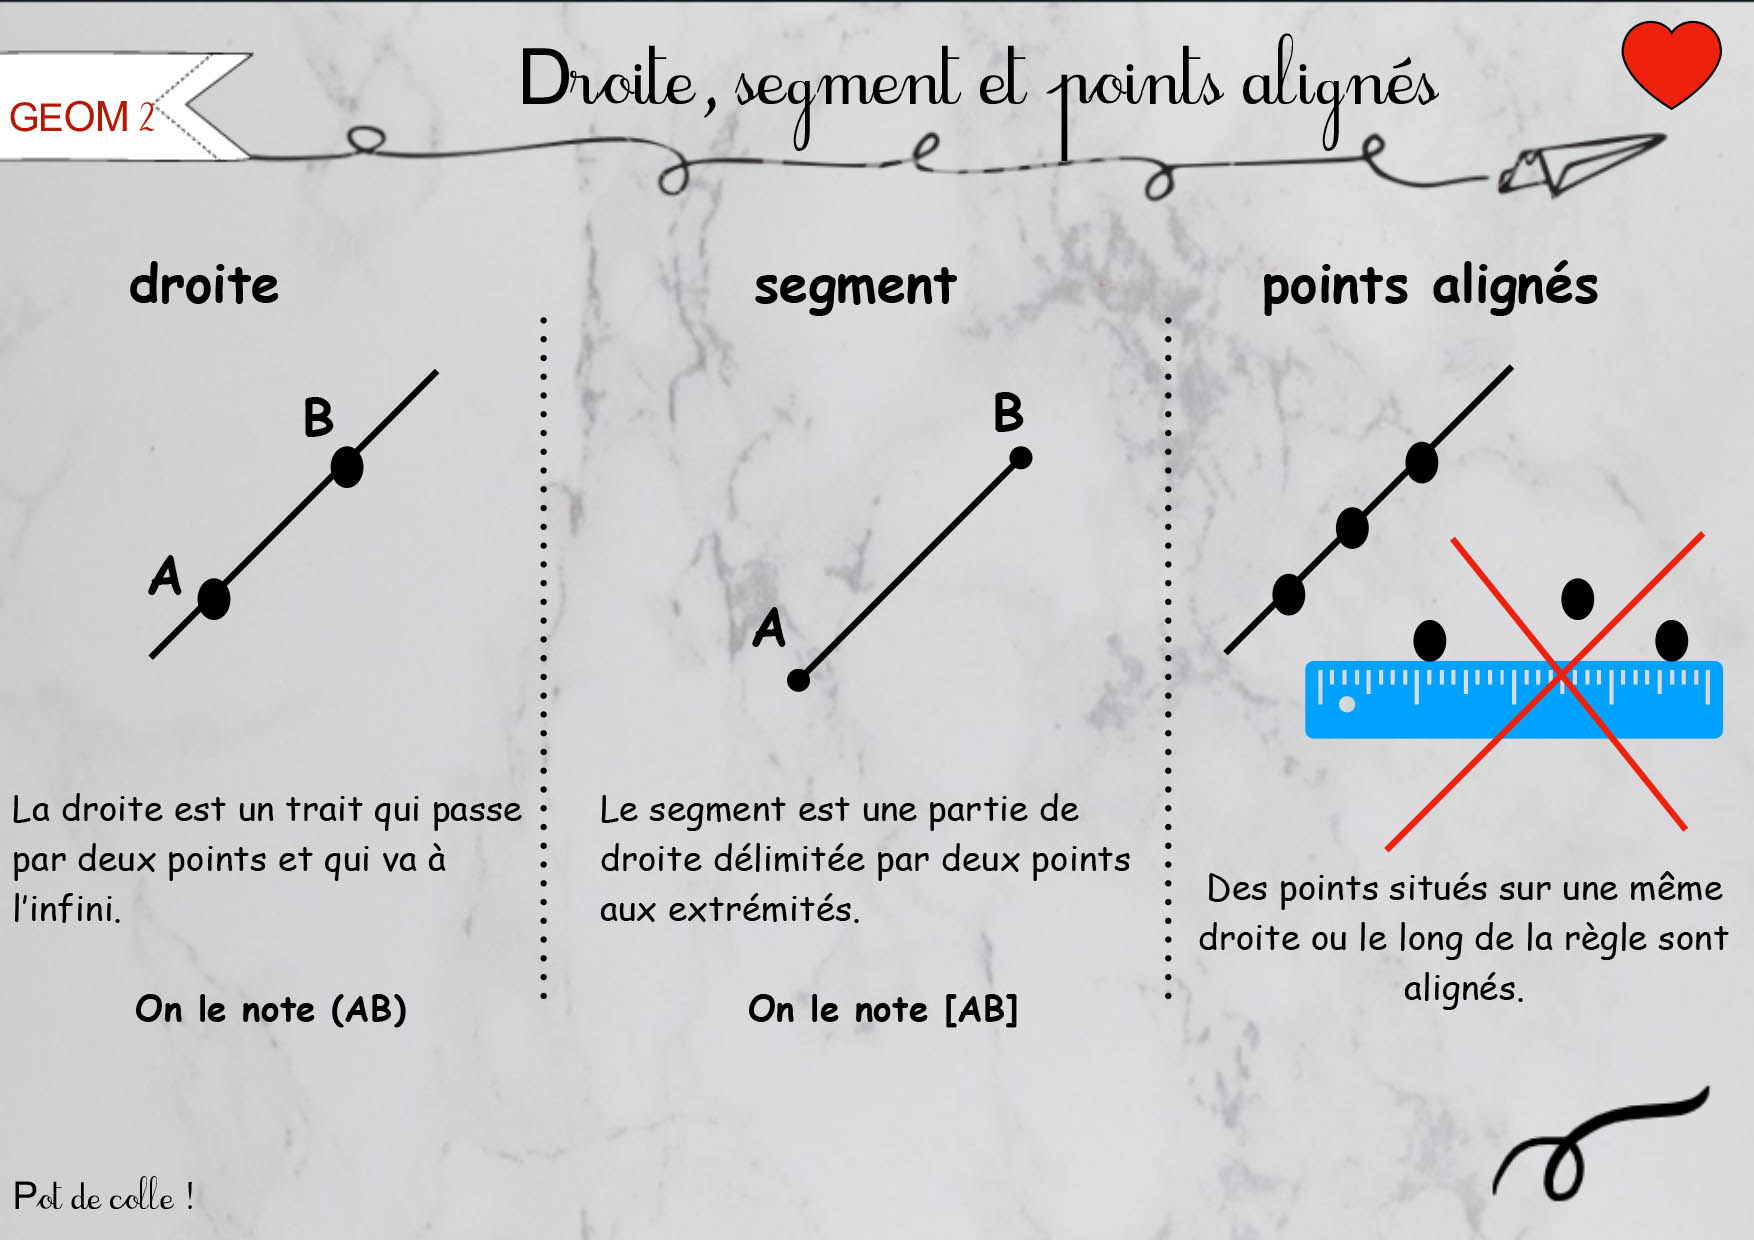 GEOM 2
Droite, segment et points alignés
droite
B
A
La droite est un trait qui passe
par deux points et qui va à
l'infini.
On le note (AB)
segment
B
A
Le segment est une partie de
droite délimitée par deux points
aux extrémités.
On le note [AB]
points alignés
Des points situés sur une même
droite ou le long de la règle sont
alignés.
Pot de colle !